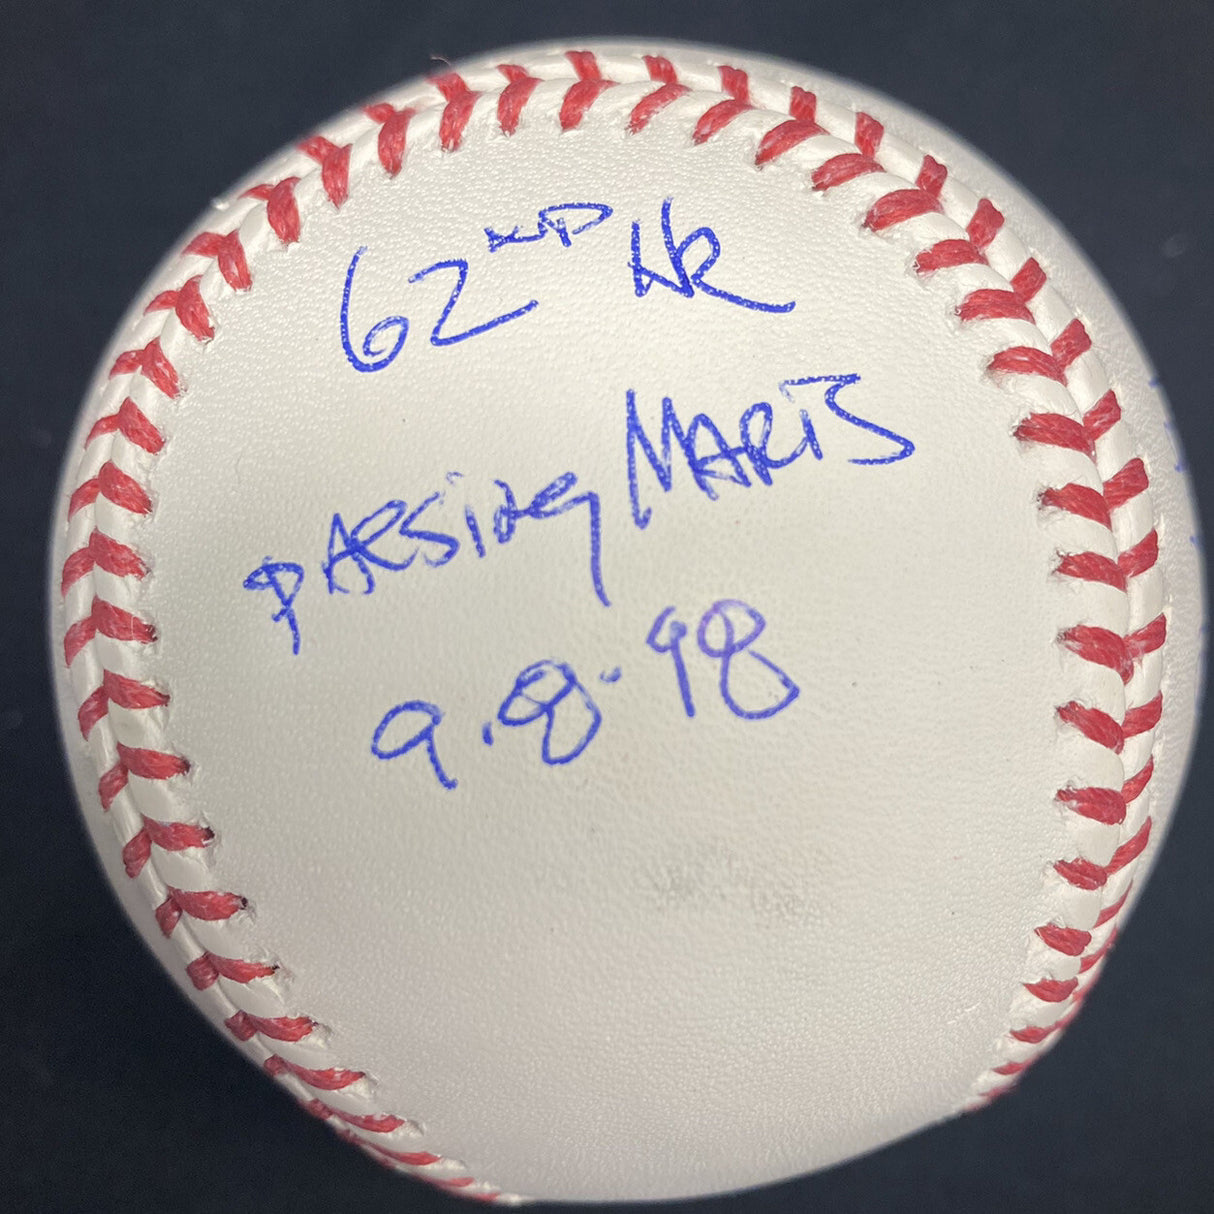 62ND HR
PASSING MARIS
9.8.98